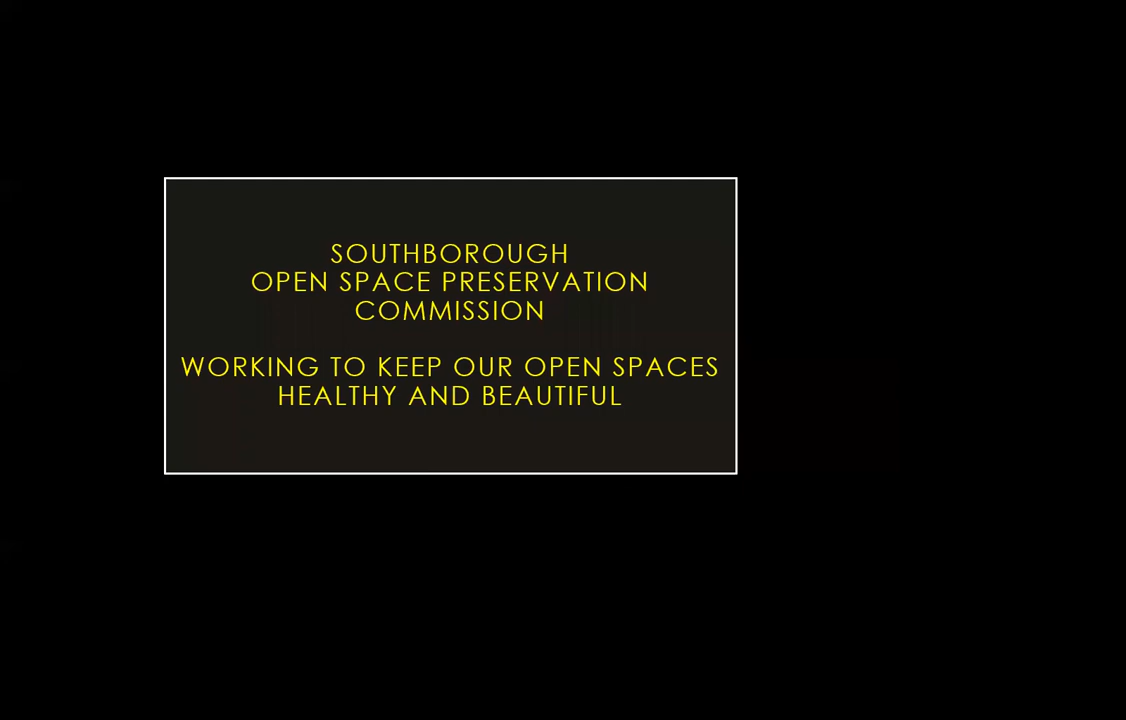 SOUTHBOROUGH
OPEN SPACE PRESERVATION
COMMISSION
WORKING TO KEEP OUR OPEN SPACES
HEALTHY AND BEAUTIFUL